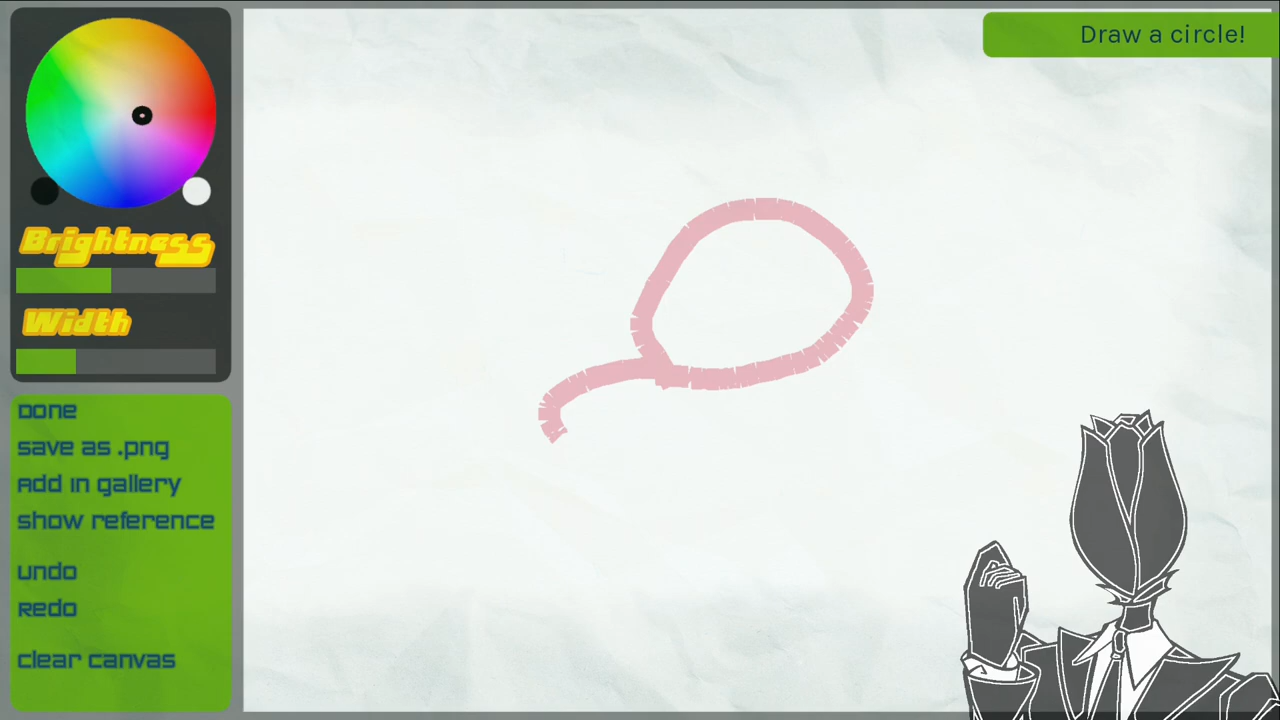 Draw a circle!
Brightness
Width
Done
save as .png
Add in gallery
show reference
undo
Redo
clear canvas